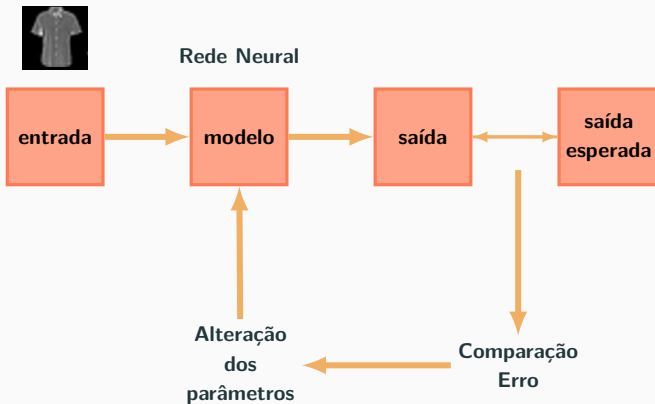 Rede Neural
entrada
modelo
saída
saída
esperada
Alteração
dos
parâmetros
Comparação
Erro